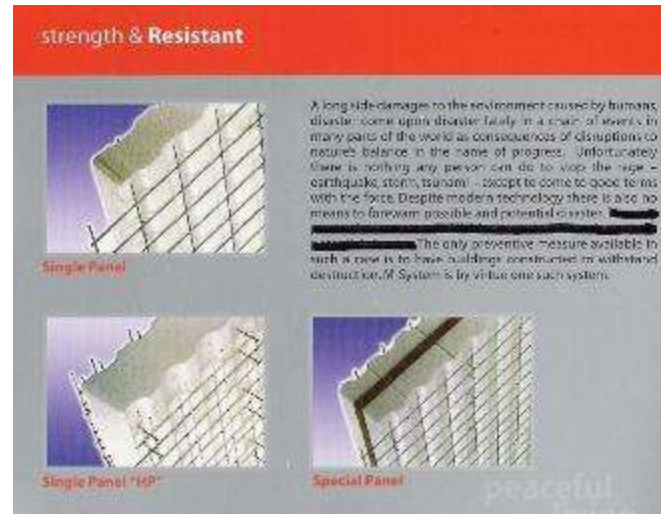 strength & Resistant
A long side damages to the environment caused by humans,
disaster come upon disaster lately in a chain of events in
many parts of the world as consequences of disruptions to
nature's balance in the name of progress. Unfortunately
there is nothing any person can do to stop the rage –
earthquake, storm, tsunami – except to come to good terms
with the force. Despite modern technology there is also no
means to forewarn possible and potential disaster.
The only preventive measure available in
such a case is to have buildings constructed to withstand
destruction. M System is by virtue one such system.
Single Panel
Single Panel "HP"
Special Panel
peaceful
living